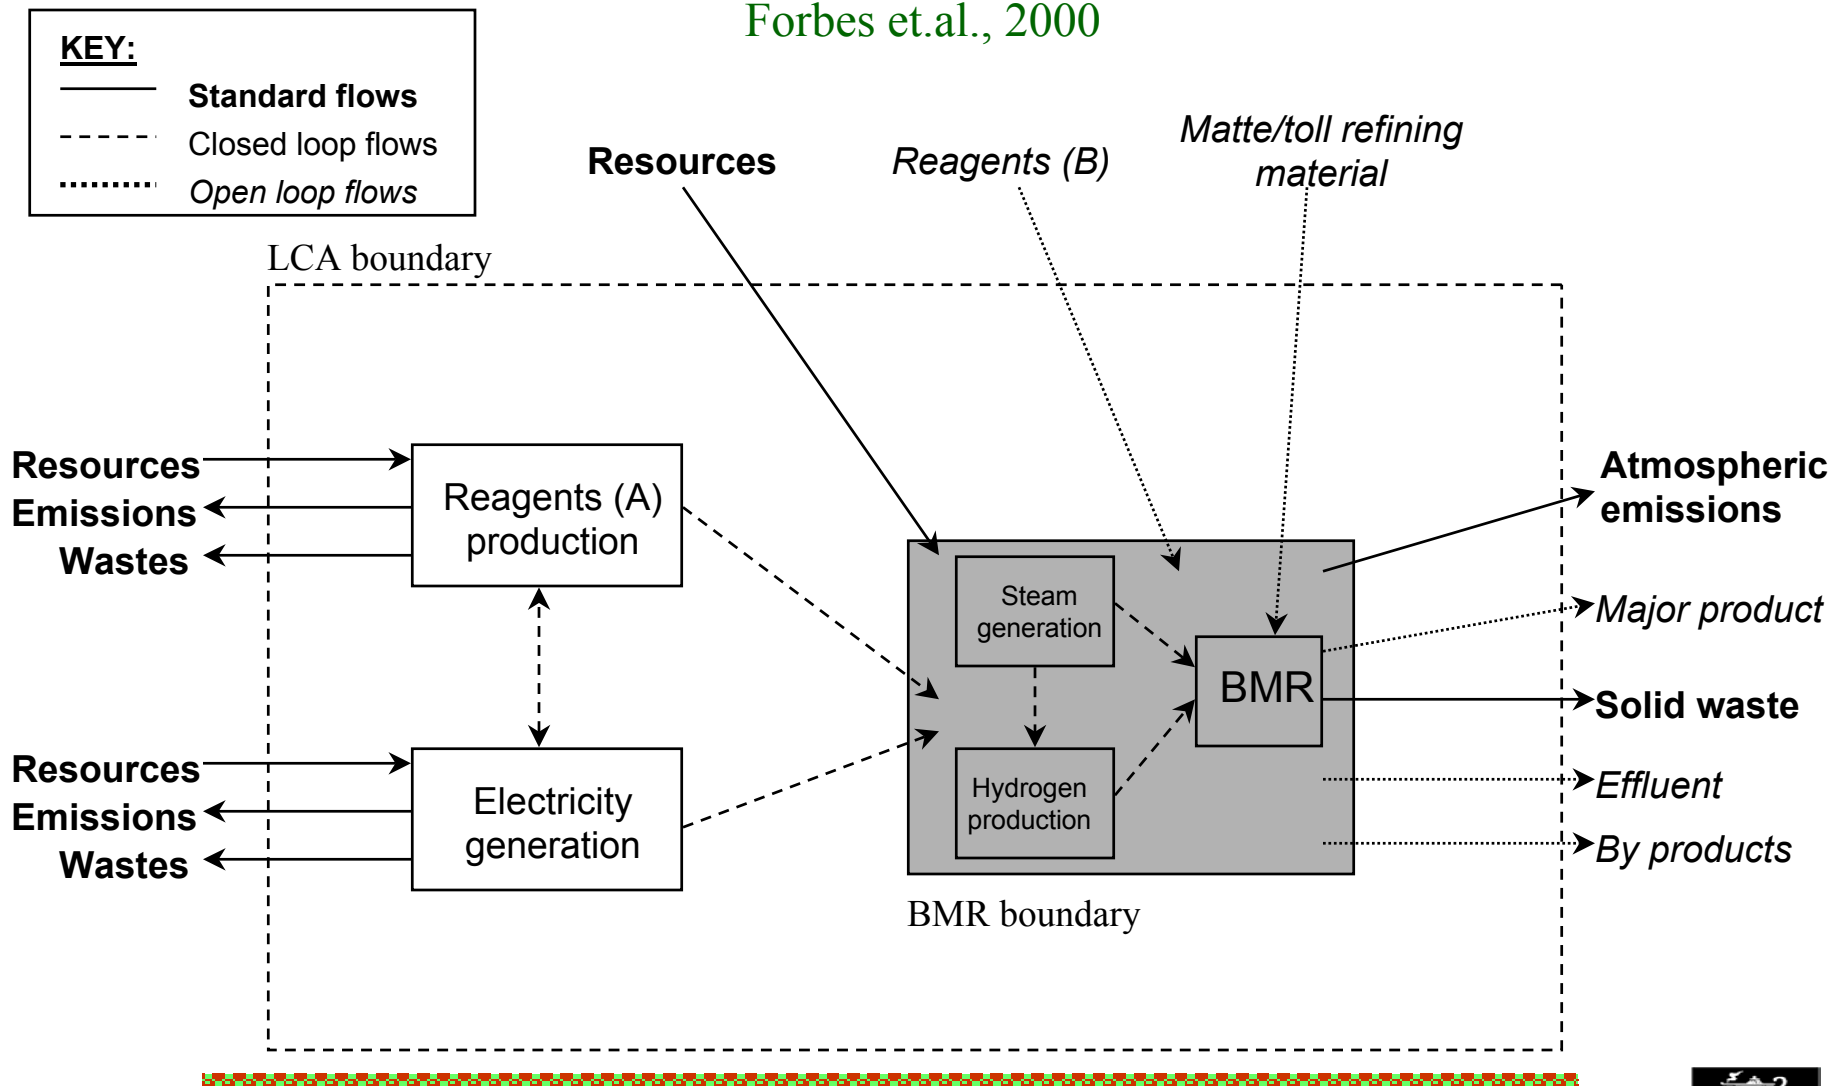 Forbes et.al., 2000
KEY:
Standard flows
Closed loop flows
Open loop flows
Resources
Reagents (B)
Matte/toll refining
material
LCA boundary
Resources
Emissions
Wastes
Reagents (A)
production
Atmospheric
emissions
Steam
generation
Major product
BMR
Solid waste
Resources
Emissions
Wastes
Electricity
generation
Hydrogen
production
Effluent
By products
BMR boundary